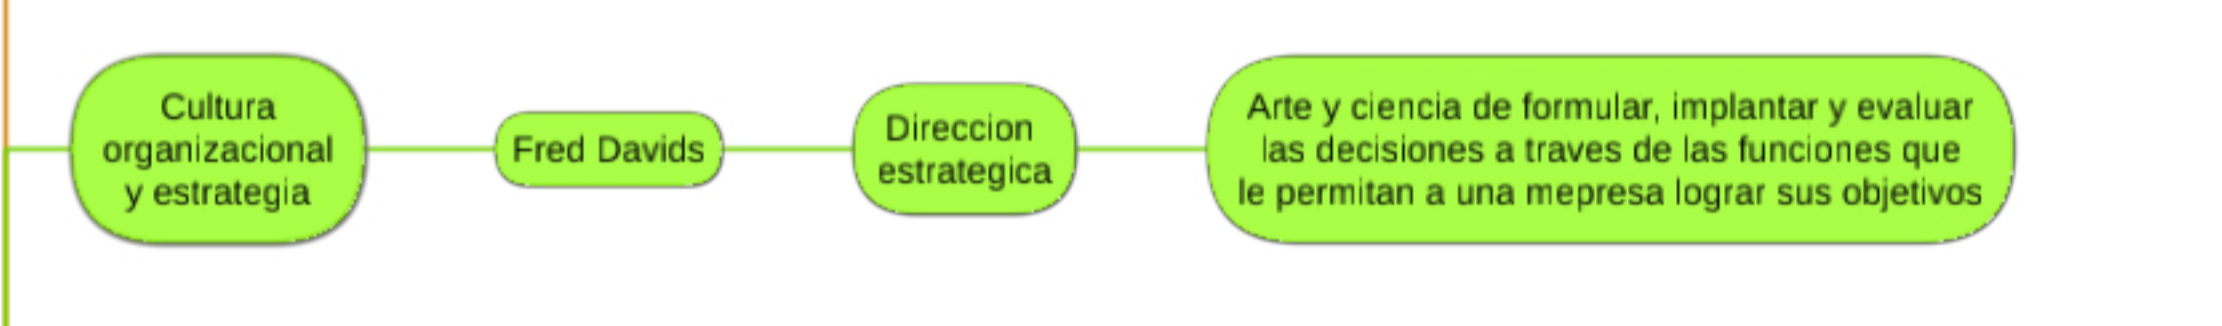 Cultura
organizacional
y estrategia
Fred Davids
Direccion
estrategica
Arte y ciencia de formular, implantar y evaluar
las decisiones a traves de las funciones que
le permitan a una mepresa lograr sus objetivos